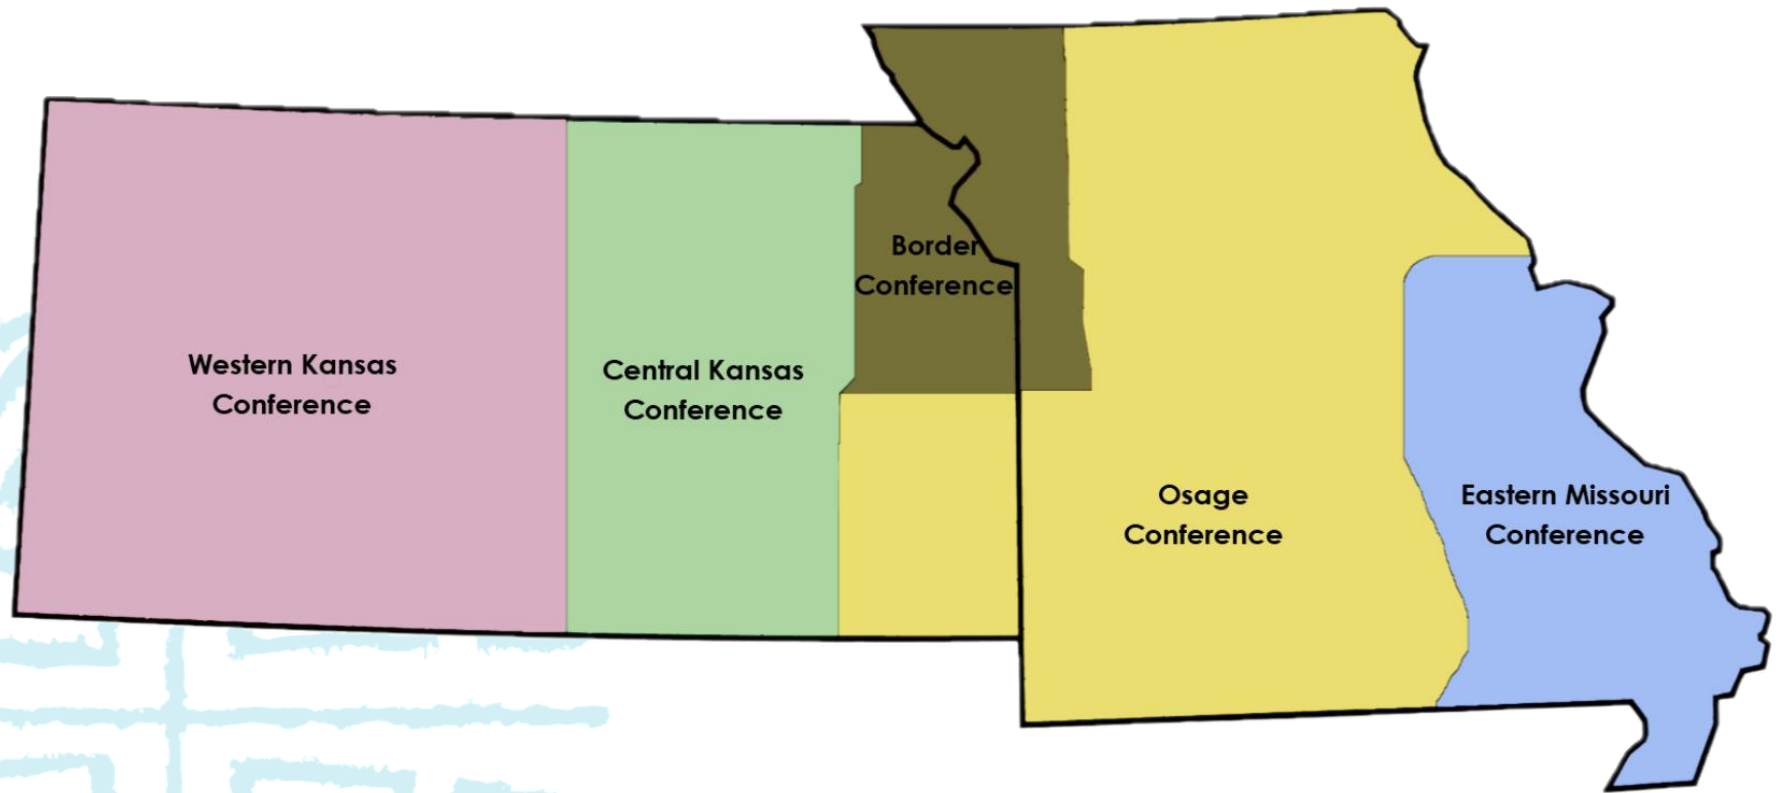 Western Kansas
Conference
Central Kansas
Conference
Border
Conference
Osage
Conference
Eastern Missouri
Conference